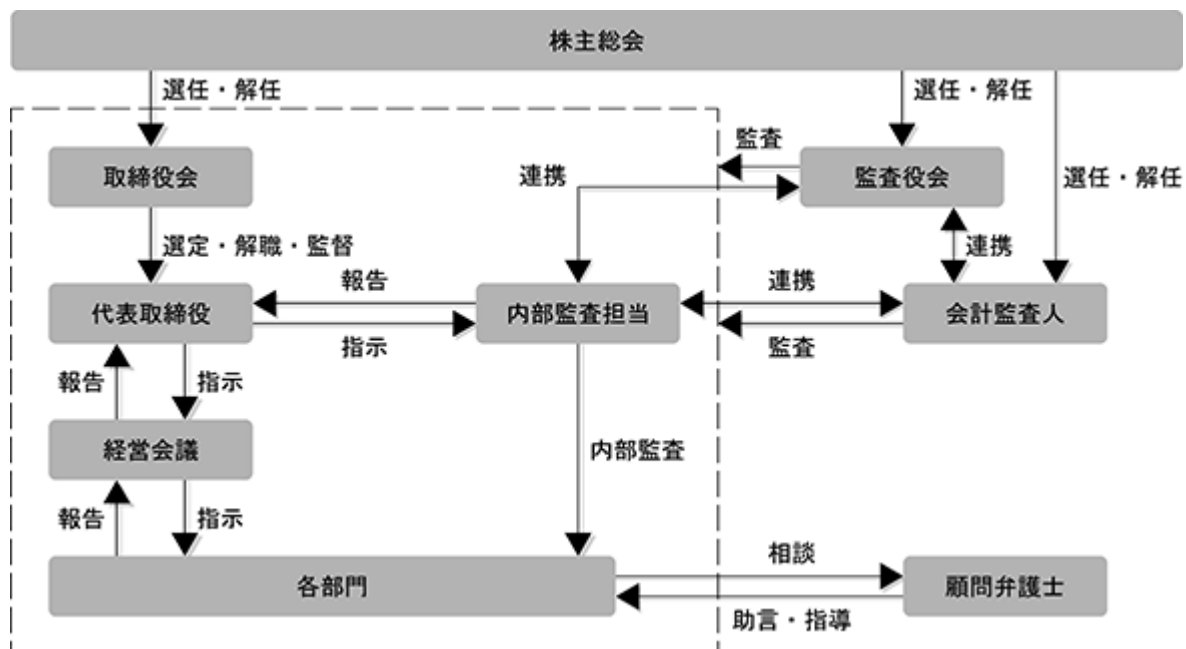 株主総会
選任・解任
選任・解任
選任・解任
取締役会
監査
監査役会
連携
選定・解職・監督
連携
代表取締役
報告
指示
内部監査担当
連携
監査
会計監査人
報告
指示
経営会議
内部監査
報告
指示
各部門
相談
助言・指導
顧問弁護士